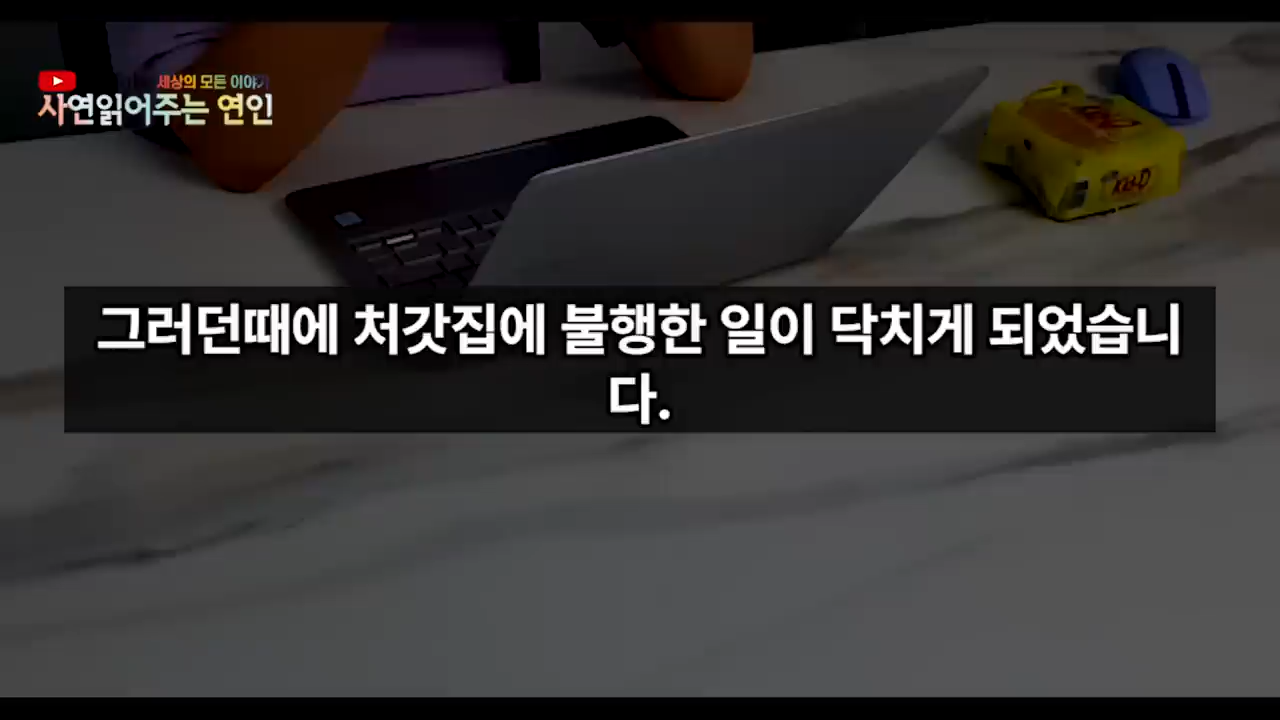 세상의 모든 이야기
사연읽어주는 연인
Kid-D
그러던때에 처갓집에 불행한 일이 닥치게 되었습니
다.